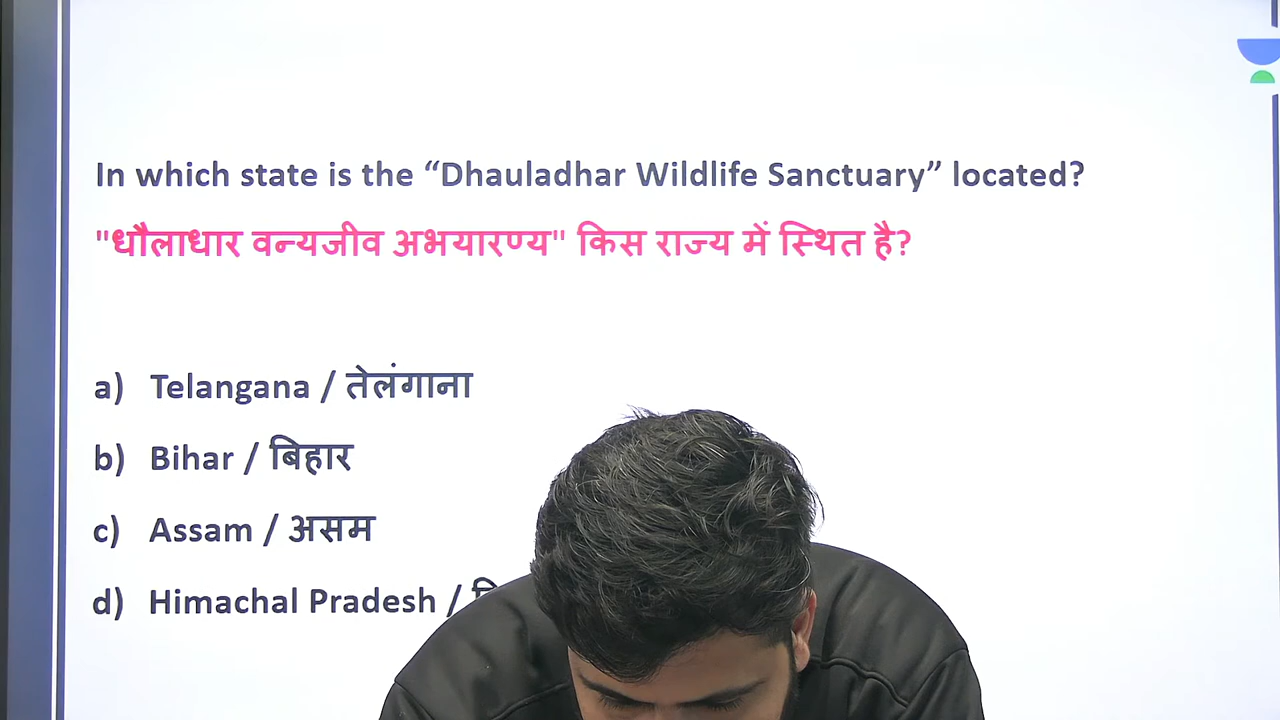 In which state is the “Dhauladhar Wildlife Sanctuary” located?
"धौलाधार वन्यजीव अभयारण्य" किस राज्य में स्थित है?
a) Telangana / तेलंगाना
b) Bihar / बिहार
c) Assam / असम
d) Himachal Pradesh /